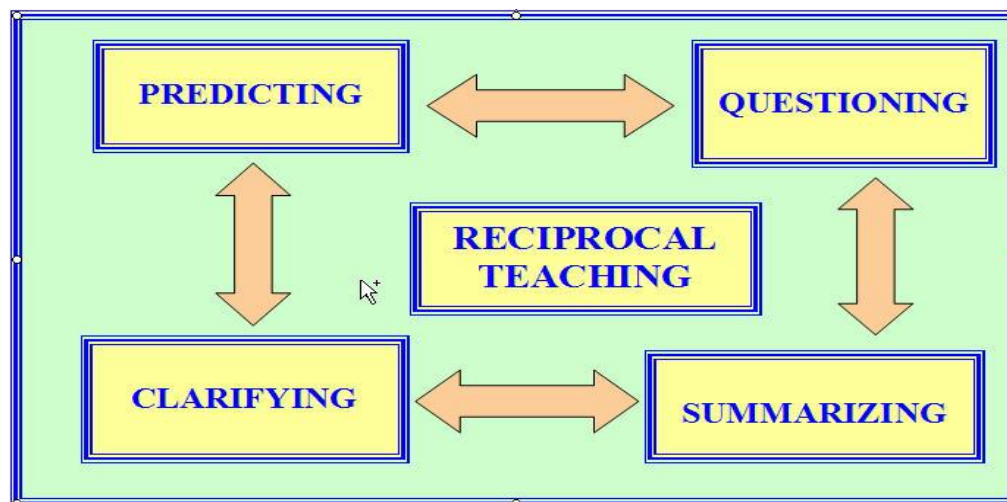 PREDICTING
QUESTIONING
RECIPROCAL
TEACHING
CLARIFYING
SUMMARIZING